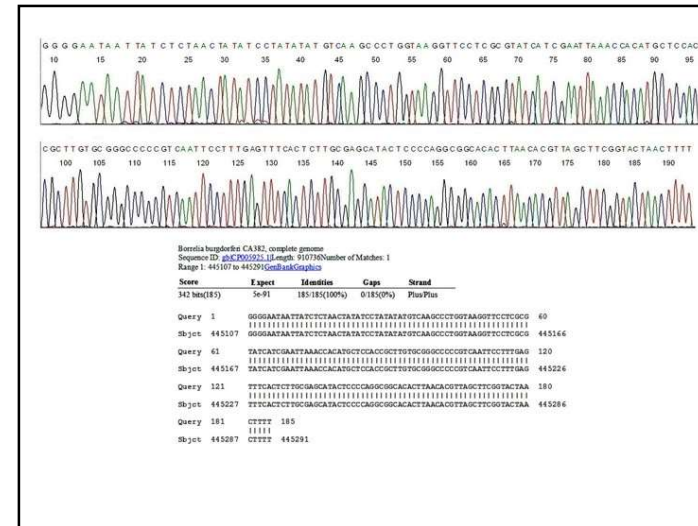 G G G G A A T A A T T A T C T C T A A C T A T A T C C T A T A T A T G T C A A G C C C T G G T A A G G T T C C T C G C G T A T C A T C G A A T T A A A C C A C A T G C T C C A C
10 15 20 25 30 35 40 45 50 55 60 65 70 75 80 85 90 95
CGCTTGTGCGGGCCCCCGTCAATTCCTTTGAGTTTCACTCTTGCGAGCATACTCCCCAGGCGGCACACTTAACACGTTAGCTTCGGTACTAACTTTT
100 105 110 115 120 125 130 135 140 145 150 155 160 165 170 175 180 185 190
Borrelia burgdorferi CA382, complete genome
Sequence ID: gb|CP005925.1|Length: 910736Number of Matches: 1
Range 1: 445107 to 445291GenBankGraphics
Score Expect Identities Gaps Strand
342 bits(185) 5e-91 185/185(100%) 0/185(0%) Plus/Plus
Query 1 GGGGAATAATTATCTCTAACTATATCCTATATATGTCAAGCCCTGGTAAGGTTCCTCGCG 60
||||||||||||||||||||||||||||||||||||||||||||||||||||||||||||
Sbjct 445107 GGGGAATAATTATCTCTAACTATATCCTATATATGTCAAGCCCTGGTAAGGTTCCTCGCG 445166
Query 61 TATCATCGAATTAAACCACATGCTCCACCGCTTGTGCGGGCCCCCGTCAATTCCTTTGAG 120
||||||||||||||||||||||||||||||||||||||||||||||||||||||||||||
Sbjct 445167 TATCATCGAATTAAACCACATGCTCCACCGCTTGTGCGGGCCCCCGTCAATTCCTTTGAG 445226
Query 121 TTTCACTCTTGCGAGCATACTCCCCAGGCGGCACACTTAACACGTTAGCTTCGGTACTAA 180
||||||||||||||||||||||||||||||||||||||||||||||||||||||||||||
Sbjct 445227 TTTCACTCTTGCGAGCATACTCCCCAGGCGGCACACTTAACACGTTAGCTTCGGTACTAA 445286
Query 181 CTTTT 185
|||||
Sbjct 445287 CTTTT 445291